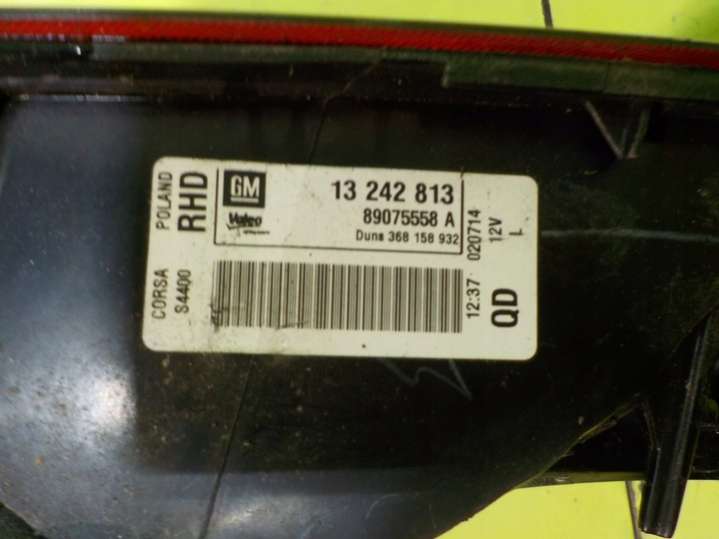 POLAND
RHD
CORSA
S4400
GM
Valeo
13 242 813
89075558 A
Duns 368 158 932
020714
12V
L
12:37
QD